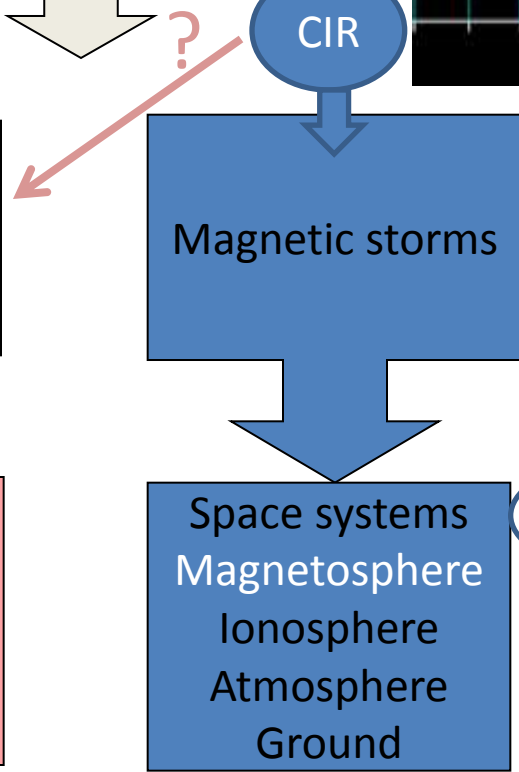 ?
CIR
Magnetic storms
Space systems
Magnetosphere
Ionosphere
Atmosphere
Ground